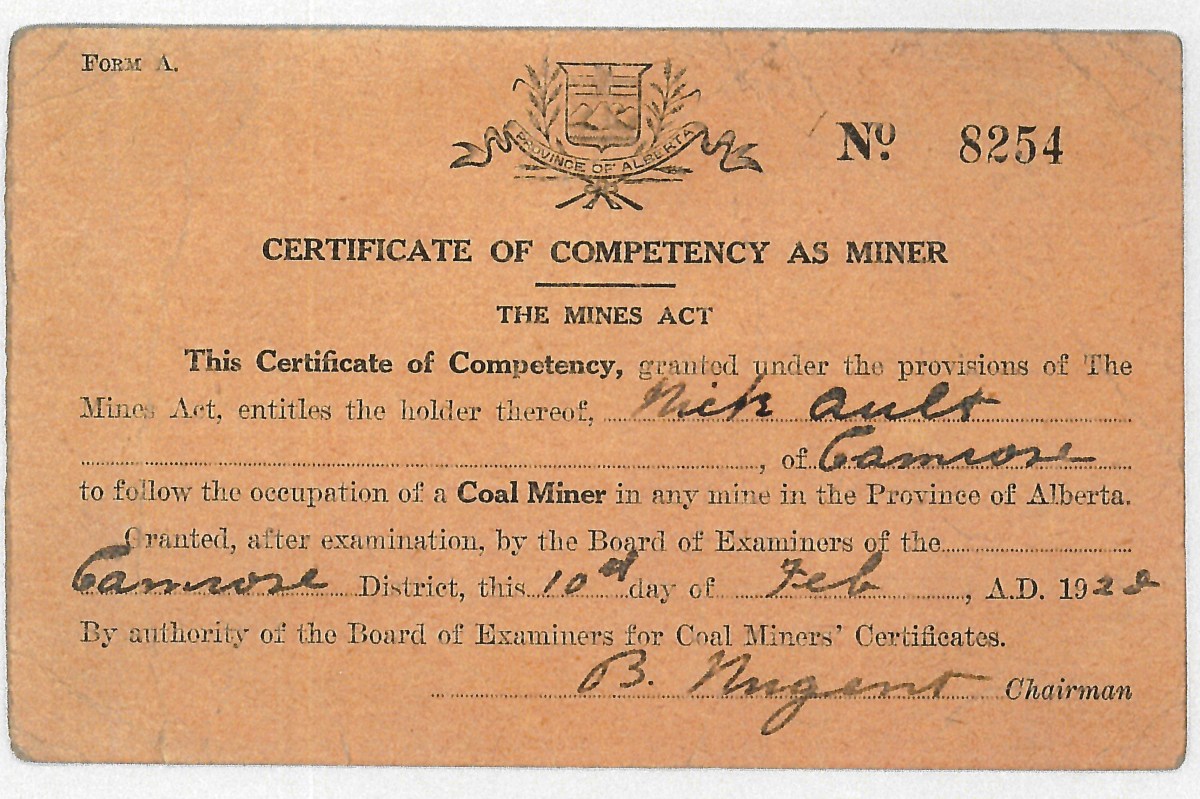 FORM A.
PROVINCE OF ALBERTA
No. 8254
CERTIFICATE OF COMPETENCY AS MINER
THE MINES ACT
This Certificate of Competency, granted under the provisions of The
Mines Act, entitles the holder thereof, Nick Ault
, of Camrose
to follow the occupation of a Coal Miner in any mine in the Province of Alberta.
Granted, after examination, by the Board of Examiners of the
Camrose District, this 10th day of Feb, A.D. 1928
By authority of the Board of Examiners for Coal Miners' Certificates.
B. Nugent Chairman